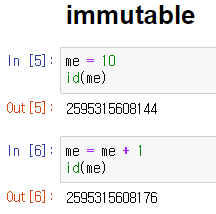 immutable
In [5]: me = 10
id(me)
Out[5]: 2595315608144
In [6]: me = me + 1
id(me)
Out[6]: 2595315608176